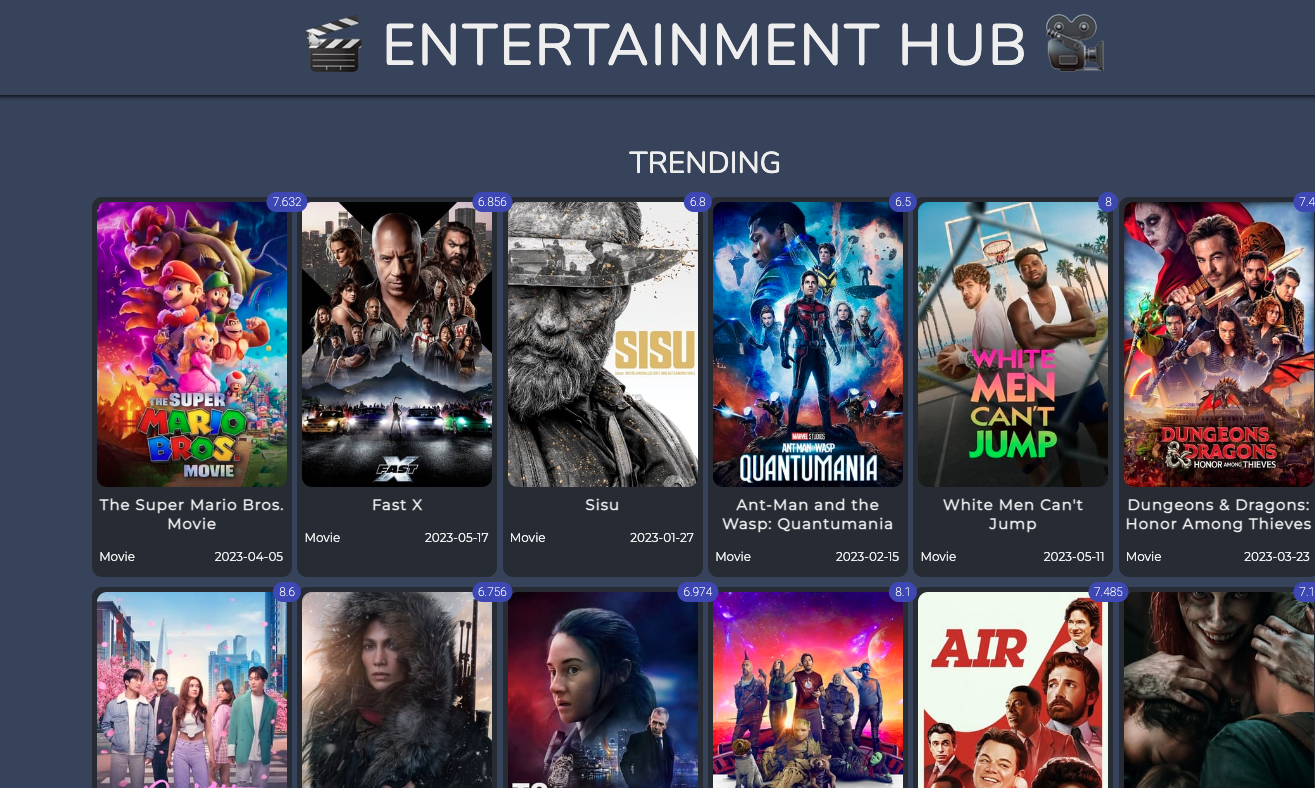 ENTERTAINMENT HUB
TRENDING
7.632
6.856
6.8
6.5
8
7.4
THE SUPER
MARIO
BROS.
MOVIE
FAST X
SISU
MARVEL STUDIOS
ANT-MAN AND THE WASP
QUANTUMANIA
WHITE
MEN
CAN'T
JUMP
DUNGEONS
& DRAGONS
HONOR AMONG THIEVES
The Super Mario Bros.
Movie
Fast X
Sisu
Ant-Man and the
Wasp: Quantumania
White Men Can't
Jump
Dungeons & Dragons:
Honor Among Thieves
Movie 2023-04-05
Movie 2023-05-17
Movie 2023-01-27
Movie 2023-02-15
Movie 2023-05-11
Movie 2023-03-23
8.6
6.756
6.974
8.1
7.485
7.1
AIR